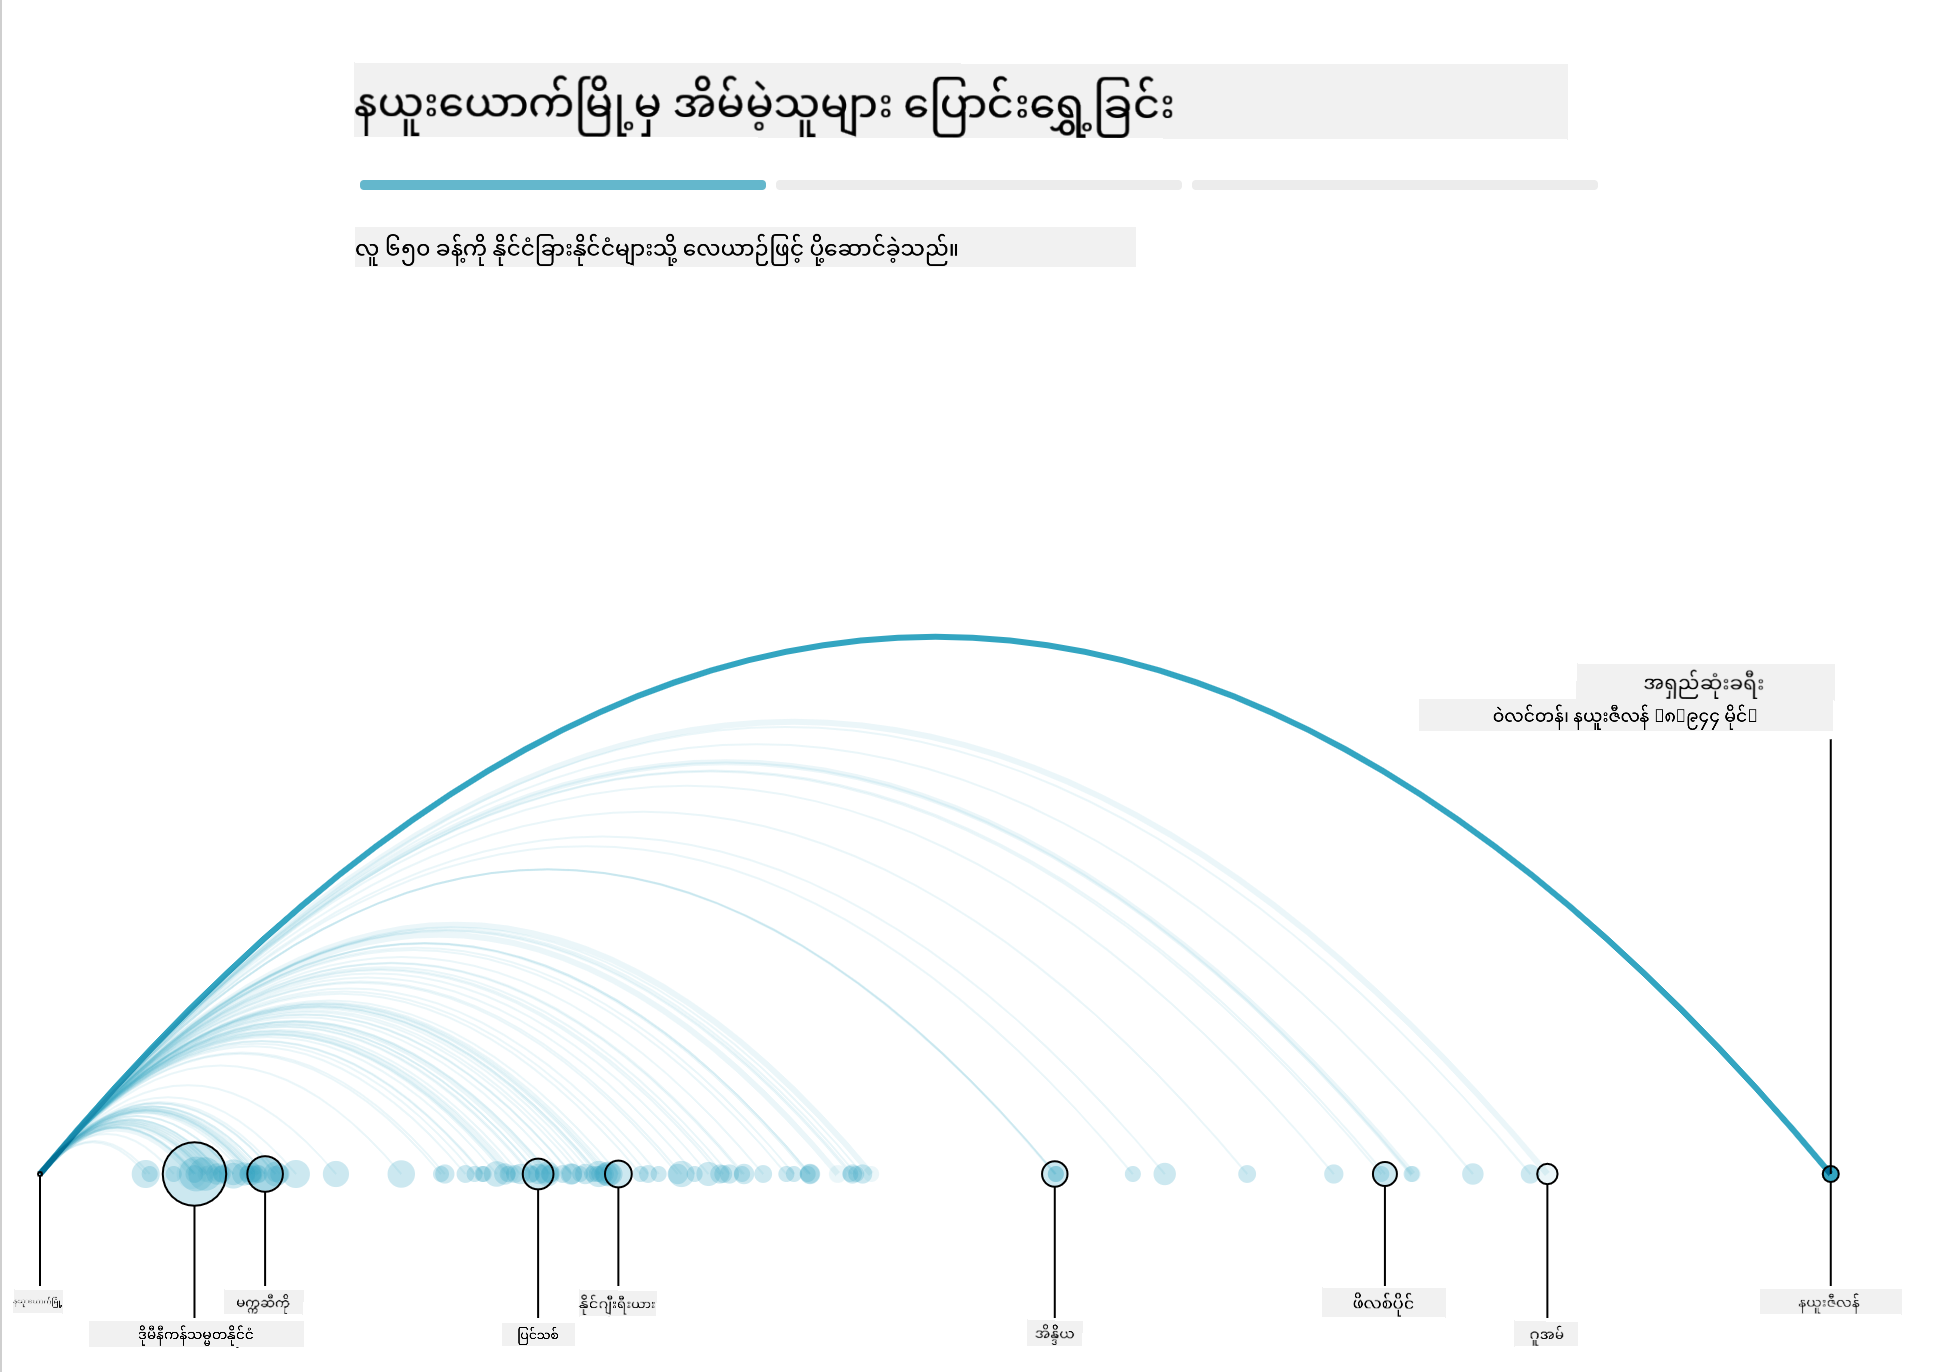 နယူးယောက်မြို့မှ အိမ်မဲ့သူများ ပြောင်းရွှေ့ခြင်း
လူ ၆၅၀ ခန့်ကို နိုင်ငံခြားနိုင်ငံများသို့ လေယာဉ်ဖြင့် ပို့ဆောင်ခဲ့သည်။
အရှည်ဆုံးခရီး
ဝဲလင်တန်၊ နယူးဇီလန် ၈ ၉၄၄ မိုင်
နယူးယောက်မြို့
မက္ကဆီကို
နိုင်ဂျီးရီးယား
ဖိလစ်ပိုင်
နယူးဇီလန်
ဒိုမီနီကန်သမ္မတနိုင်ငံ
ပြင်သစ်
အိန္ဒိယ
ဂူအမ်